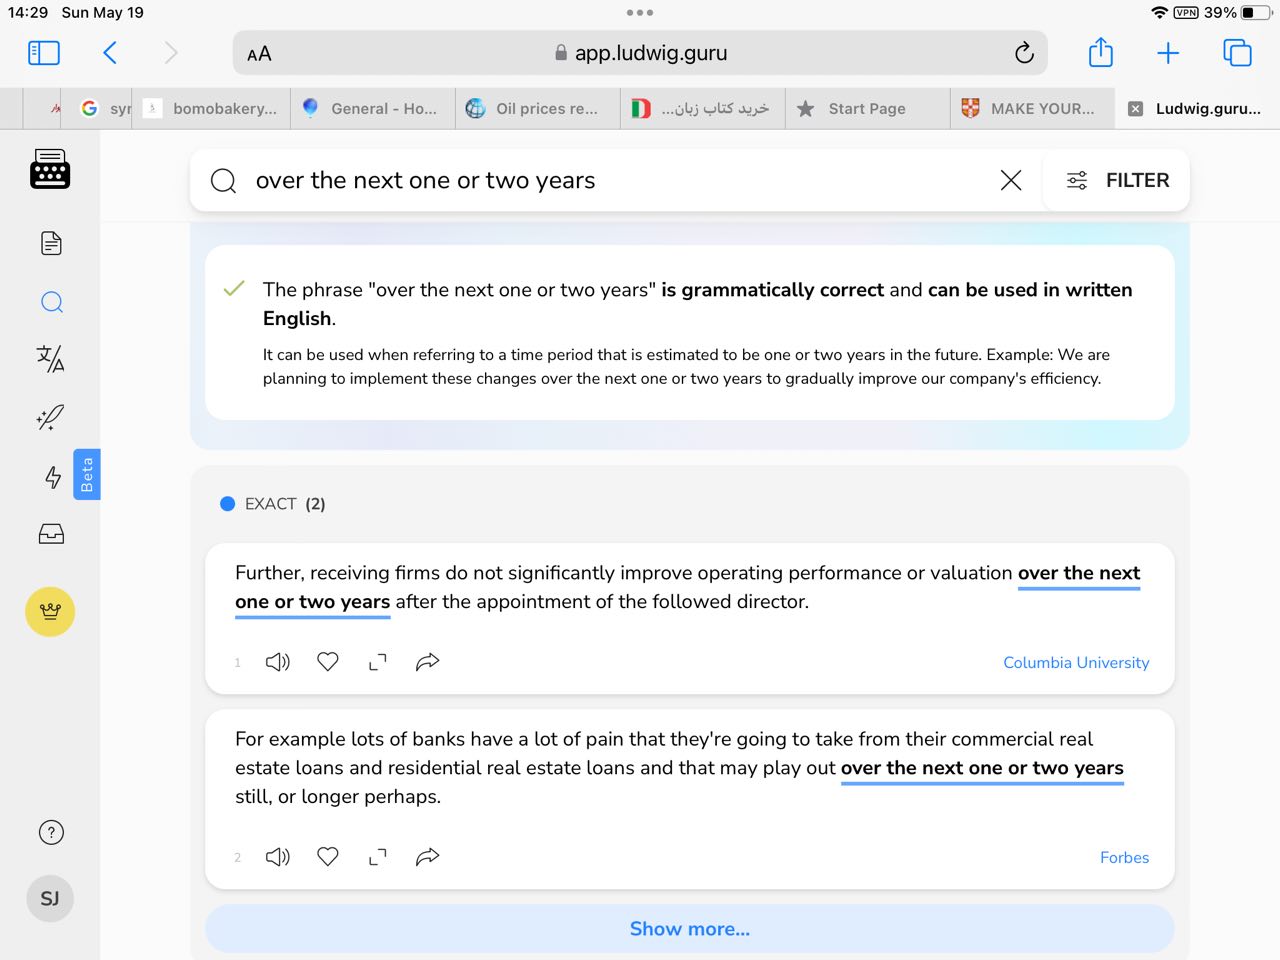 14:29 Sun May 19
VPN 39%
AA app.ludwig.guru
syr
bomobakery...
General - Ho...
Oil prices re...
خرید کتاب زبان...
Start Page
MAKE YOUR...
Ludwig.guru...
over the next one or two years
FILTER
The phrase "over the next one or two years" is grammatically correct and can be used in written
English.
It can be used when referring to a time period that is estimated to be one or two years in the future. Example: We are
planning to implement these changes over the next one or two years to gradually improve our company's efficiency.
Beta
EXACT (2)
Further, receiving firms do not significantly improve operating performance or valuation over the next
one or two years after the appointment of the followed director.
1
Columbia University
For example lots of banks have a lot of pain that they're going to take from their commercial real
estate loans and residential real estate loans and that may play out over the next one or two years
still, or longer perhaps.
2
Forbes
SJ
Show more...